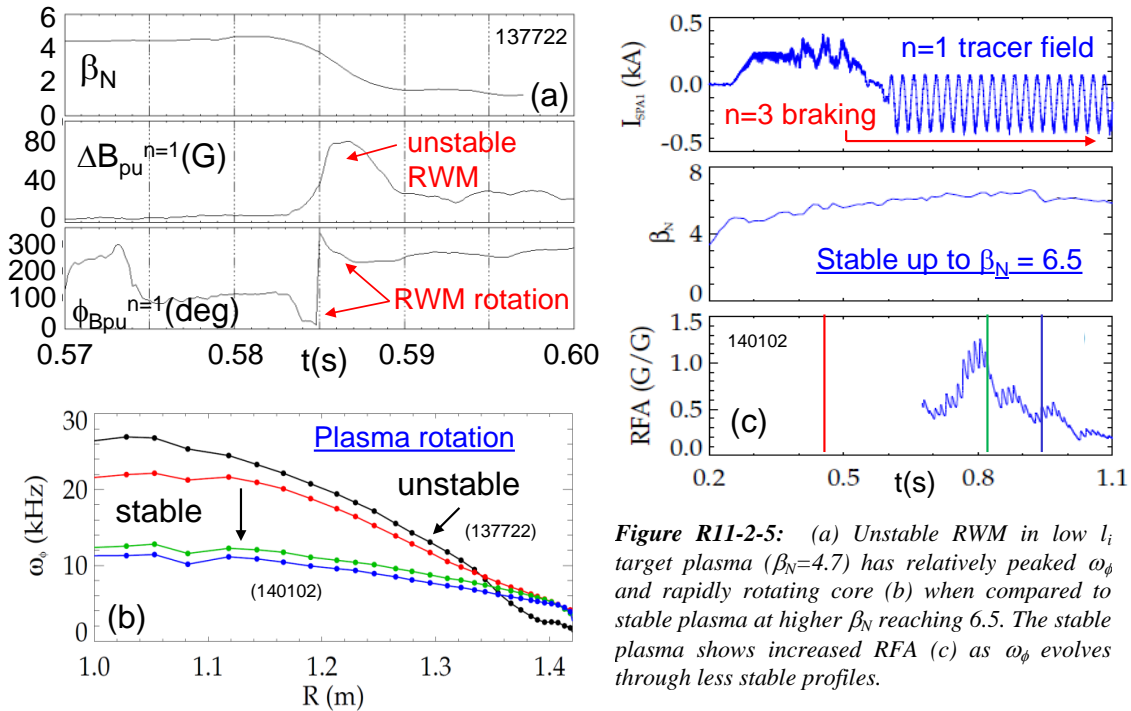 6
4
2
0
β_N
137722
(a)
80
40
0
ΔB_pu^n=1(G)
unstable
RWM
300
200
100
0
ϕ_Bpu^n=1(deg)
RWM rotation
0.57 0.58 0.59 0.60
t(s)
30
20
10
0
ω_ϕ (kHz)
Plasma rotation
unstable
(137722)
stable
(140102)
(b)
1.0 1.1 1.2 1.3 1.4
R (m)
0.5
0.0
-0.5
I_SPA1 (kA)
n=1 tracer field
n=3 braking
8
6
4
2
β_N
Stable up to β_N = 6.5
1.5
1.0
0.5
0.0
RFA (G/G)
140102
(c)
0.2 0.5 0.8 1.1
t(s)
Figure R11-2-5: (a) Unstable RWM in low l_i
target plasma (β_N=4.7) has relatively peaked ω_ϕ
and rapidly rotating core (b) when compared to
stable plasma at higher β_N reaching 6.5. The stable
plasma shows increased RFA (c) as ω_ϕ evolves
through less stable profiles.